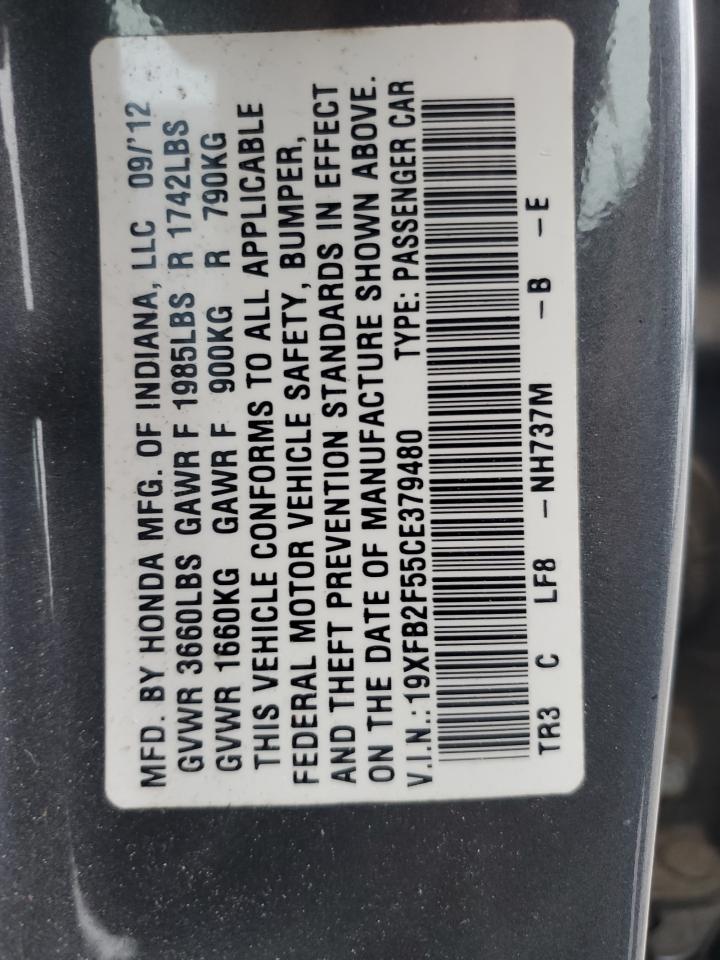 MFD. BY HONDA MFG. OF INDIANA, LLC 09/'12
GVWR 3660LBS GAWR F 1985LBS R 1742LBS
GVWR 1660KG GAWR F 900KG R 790KG
THIS VEHICLE CONFORMS TO ALL APPLICABLE
FEDERAL MOTOR VEHICLE SAFETY, BUMPER,
AND THEFT PREVENTION STANDARDS IN EFFECT
ON THE DATE OF MANUFACTURE SHOWN ABOVE.
V.I.N.: 19XFB2F55CE379480 TYPE: PASSENGER CAR
TR3 C LF8 -NH737M -B -E